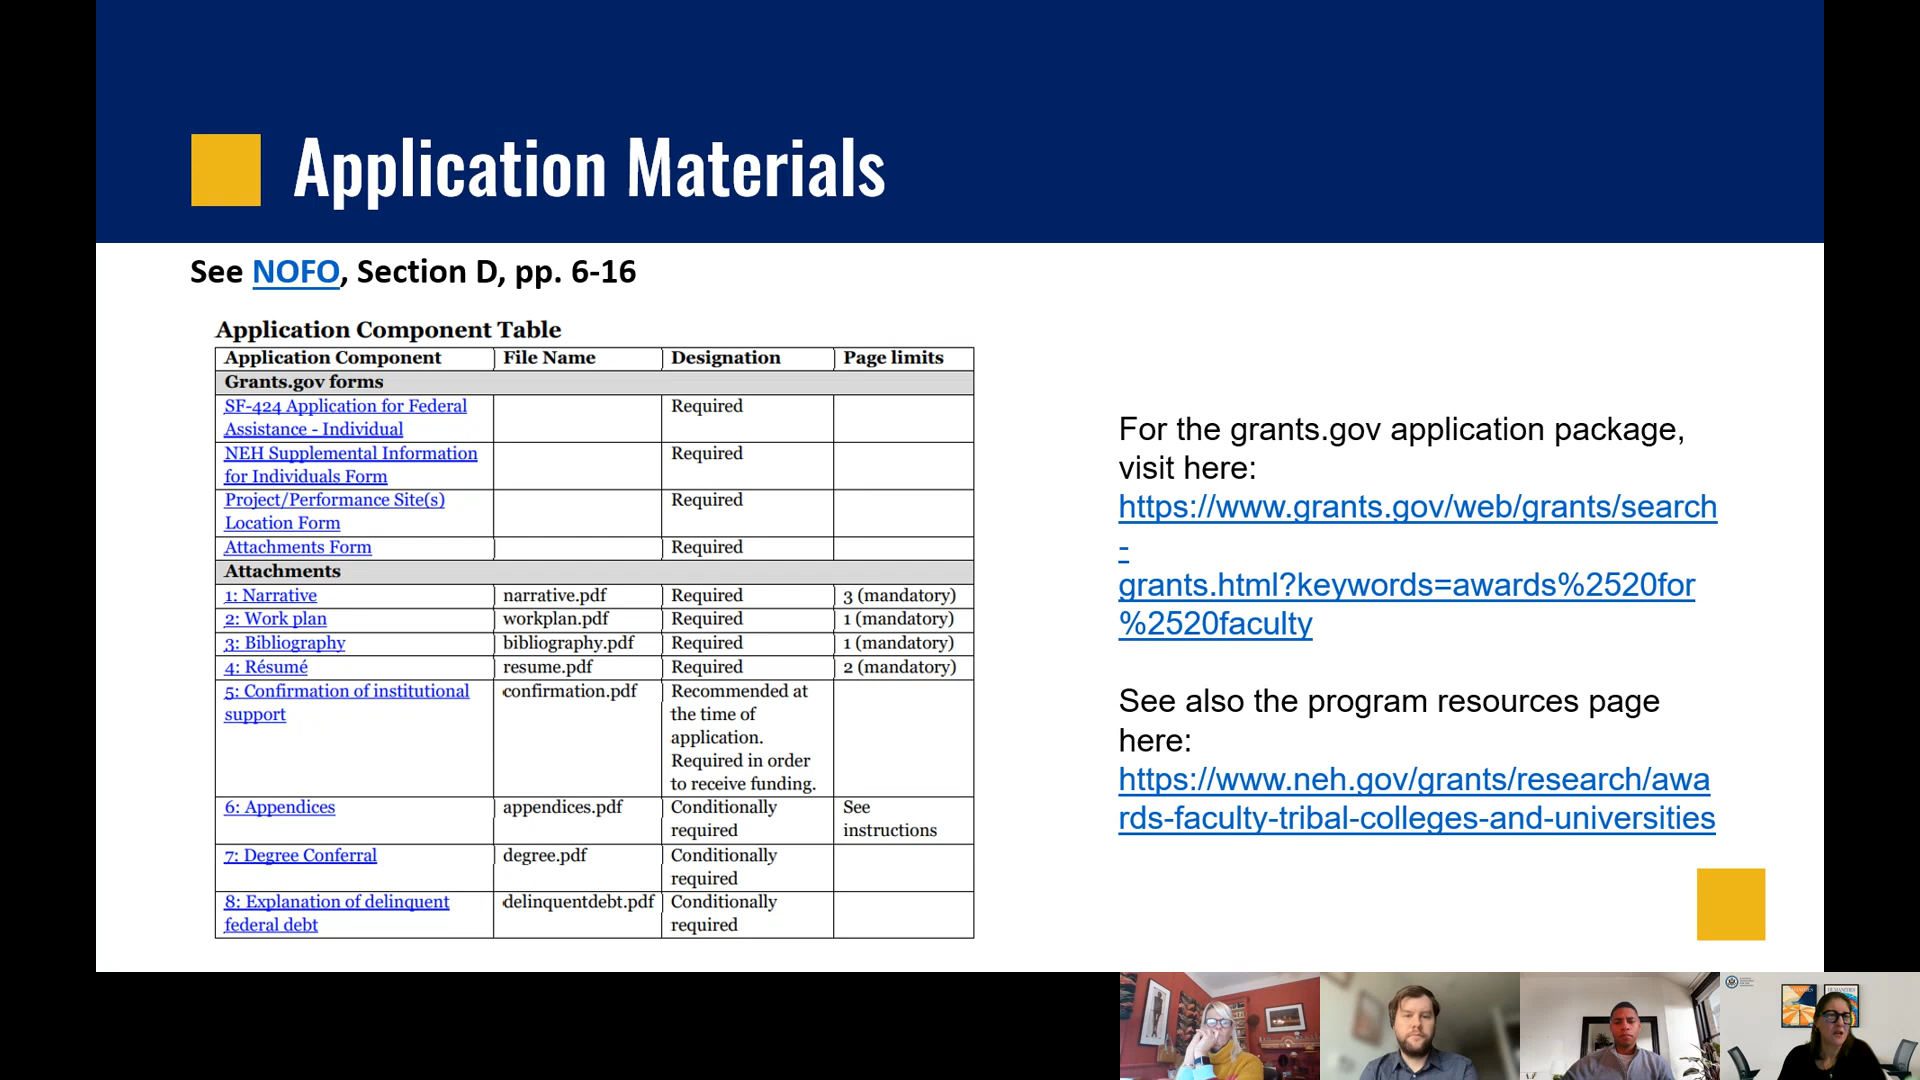 Application Materials
See NOFO, Section D, pp. 6-16
Application Component Table
Application Component File Name Designation Page limits
Grants.gov forms
SF-424 Application for Federal Assistance - Individual Required
NEH Supplemental Information for Individuals Form Required
Project/Performance Site(s) Location Form Required
Attachments Form Required
Attachments
1: Narrative narrative.pdf Required 3 (mandatory)
2: Work plan workplan.pdf Required 1 (mandatory)
3: Bibliography bibliography.pdf Required 1 (mandatory)
4: Résumé resume.pdf Required 2 (mandatory)
5: Confirmation of institutional support confirmation.pdf Recommended at the time of application. Required in order to receive funding.
6: Appendices appendices.pdf Conditionally required See instructions
7: Degree Conferral degree.pdf Conditionally required
8: Explanation of delinquent federal debt delinquentdebt.pdf Conditionally required
For the grants.gov application package,
visit here:
https://www.grants.gov/web/grants/search
-
grants.html?keywords=awards%2520for
%2520faculty
See also the program resources page
here:
https://www.neh.gov/grants/research/awa
rds-faculty-tribal-colleges-and-universities